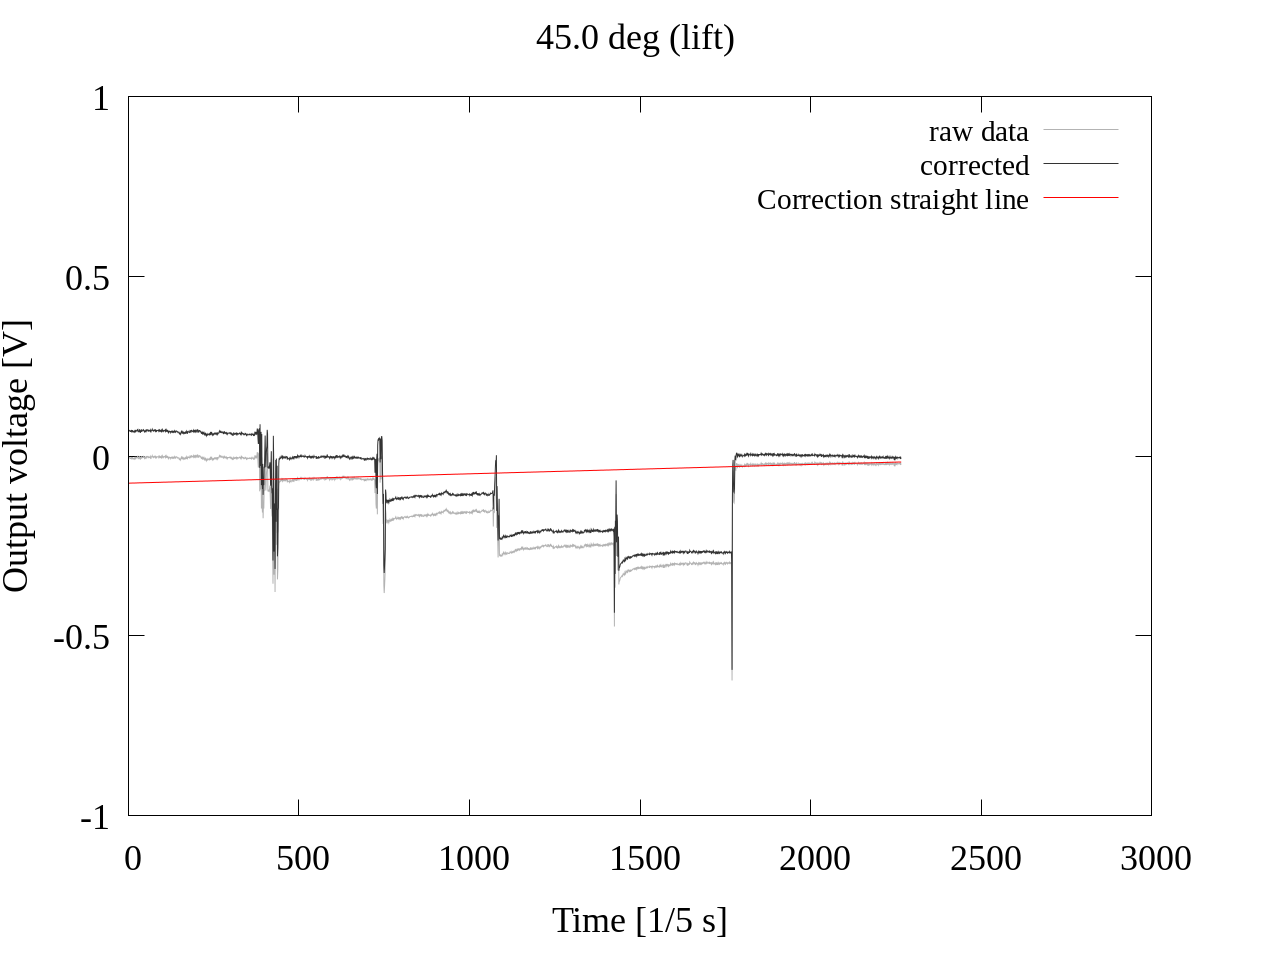 45.0 deg (lift)
1
raw data
corrected
Correction straight line
0.5
0
-0.5
-1
Output voltage [V]
0 500 1000 1500 2000 2500 3000
Time [1/5 s]